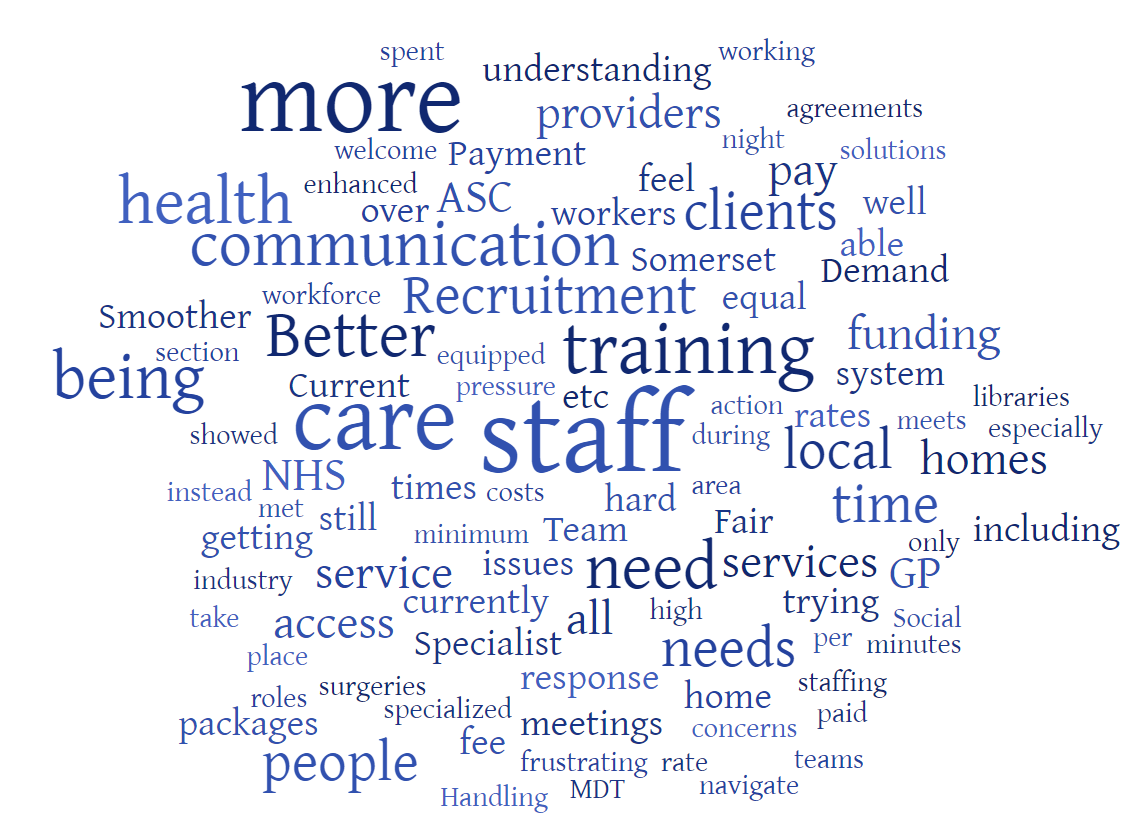 spent working
understanding
more
providers agreements
night
welcome Payment solutions
feel pay
health enhanced
over ASC workers clients well
communication able
Somerset Demand
workforce Recruitment equal
Smoother
Better training funding
section equipped
being Current pressure etc system
care staff action rates meets libraries
showed during especially
local homes
NHS
instead times costs hard area
met still time
getting minimum Team Fair including
only
industry service issues need services GP
currently high trying
take access all Social
Specialist needs per minutes
place
response staffing
roles surgeries home
specialized paid
packages meetings concerns
fee
people frustrating rate teams
Handling MDT navigate